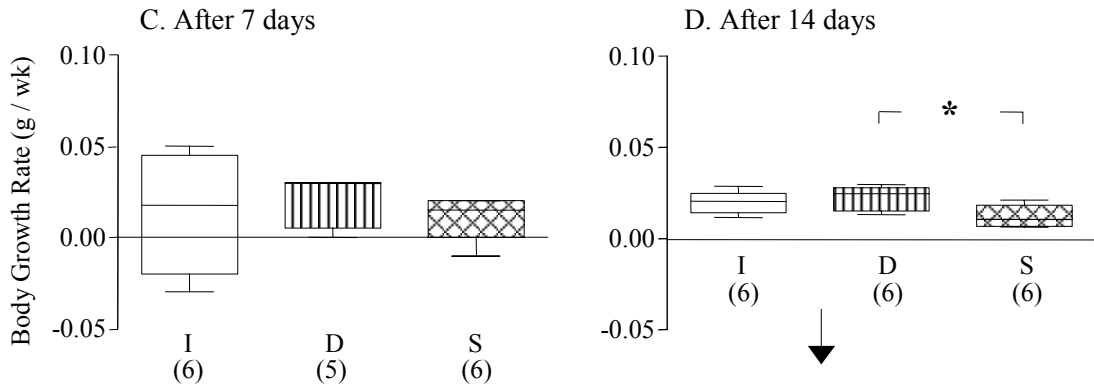 C. After 7 days
Body Growth Rate (g / wk)
0.10
0.05
0.00
-0.05
I D S
(6) (5) (6)
D. After 14 days
0.10
0.05
0.00
-0.05
*
I D S
(6) (6) (6)